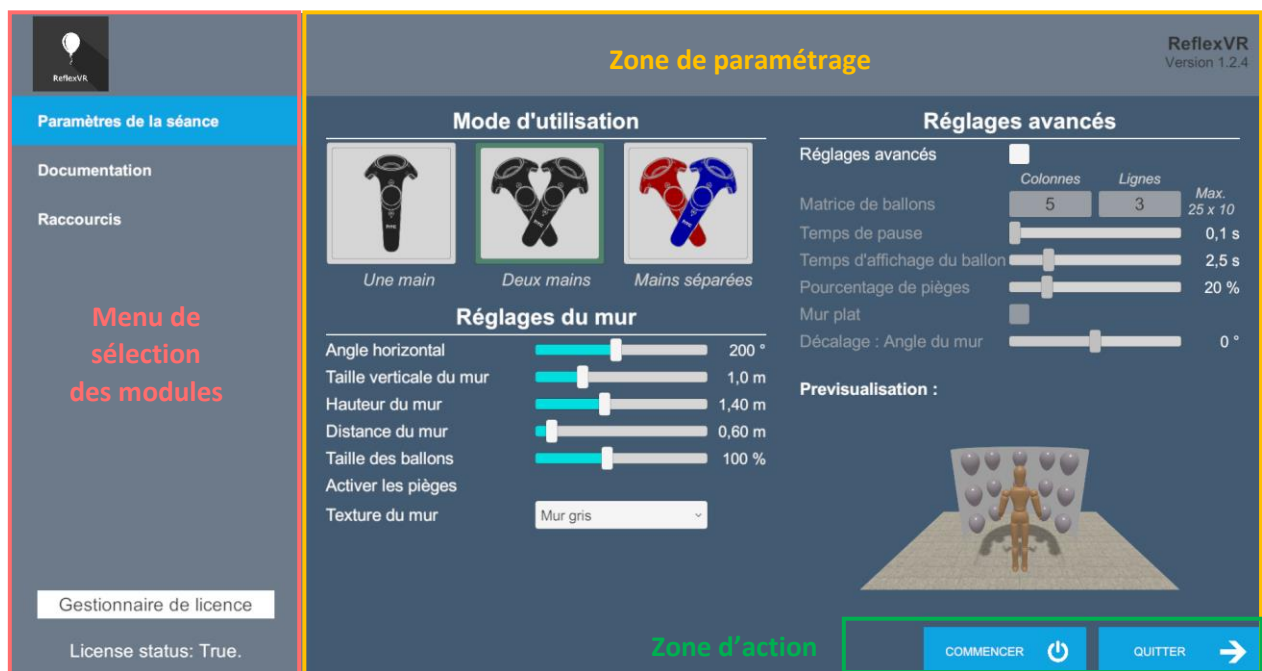 ReflexVR
Paramètres de la séance
Documentation
Raccourcis
Menu de
sélection
des modules
Gestionnaire de licence
License status: True.
Zone de paramétrage
ReflexVR
Version 1.2.4
Mode d'utilisation
Une main
Deux mains
Mains séparées
Réglages du mur
Angle horizontal 200 °
Taille verticale du mur 1,0 m
Hauteur du mur 1,40 m
Distance du mur 0,60 m
Taille des ballons 100 %
Activer les pièges
Texture du mur Mur gris
Réglages avancés
Réglages avancés
Colonnes Lignes
Matrice de ballons 5 3 Max. 25 x 10
Temps de pause 0,1 s
Temps d'affichage du ballon 2,5 s
Pourcentage de pièges 20 %
Mur plat
Décalage : Angle du mur 0 °
Previsualisation :
Zone d'action
COMMENCER
QUITTER